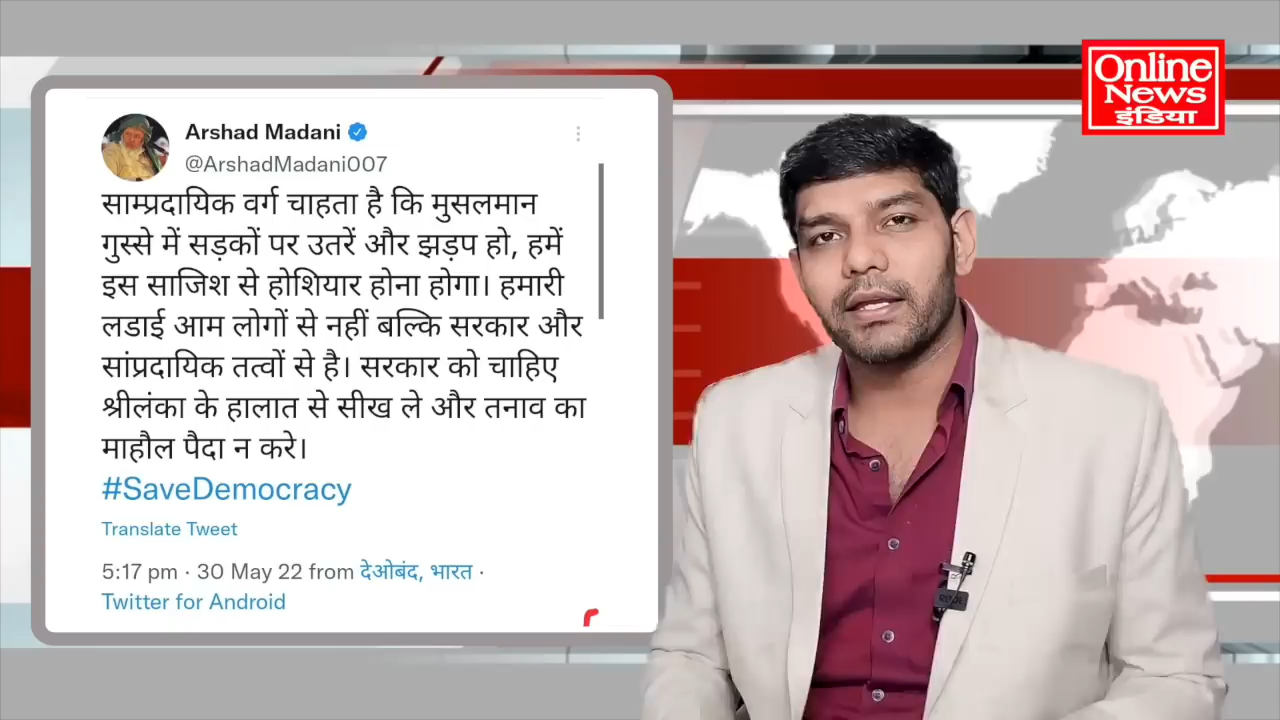 Arshad Madani
@ArshadMadani007
साम्प्रदायिक वर्ग चाहता है कि मुसलमान
गुस्से में सड़कों पर उतरें और झड़प हो, हमें
इस साजिश से होशियार होना होगा। हमारी
लडाई आम लोगों से नहीं बल्कि सरकार और
सांप्रदायिक तत्वों से है। सरकार को चाहिए
श्रीलंका के हालात से सीख ले और तनाव का
माहौल पैदा न करे।
#SaveDemocracy
Translate Tweet
5:17 pm · 30 May 22 from देओबंद, भारत ·
Twitter for Android
Online
News
इंडिया
RODE